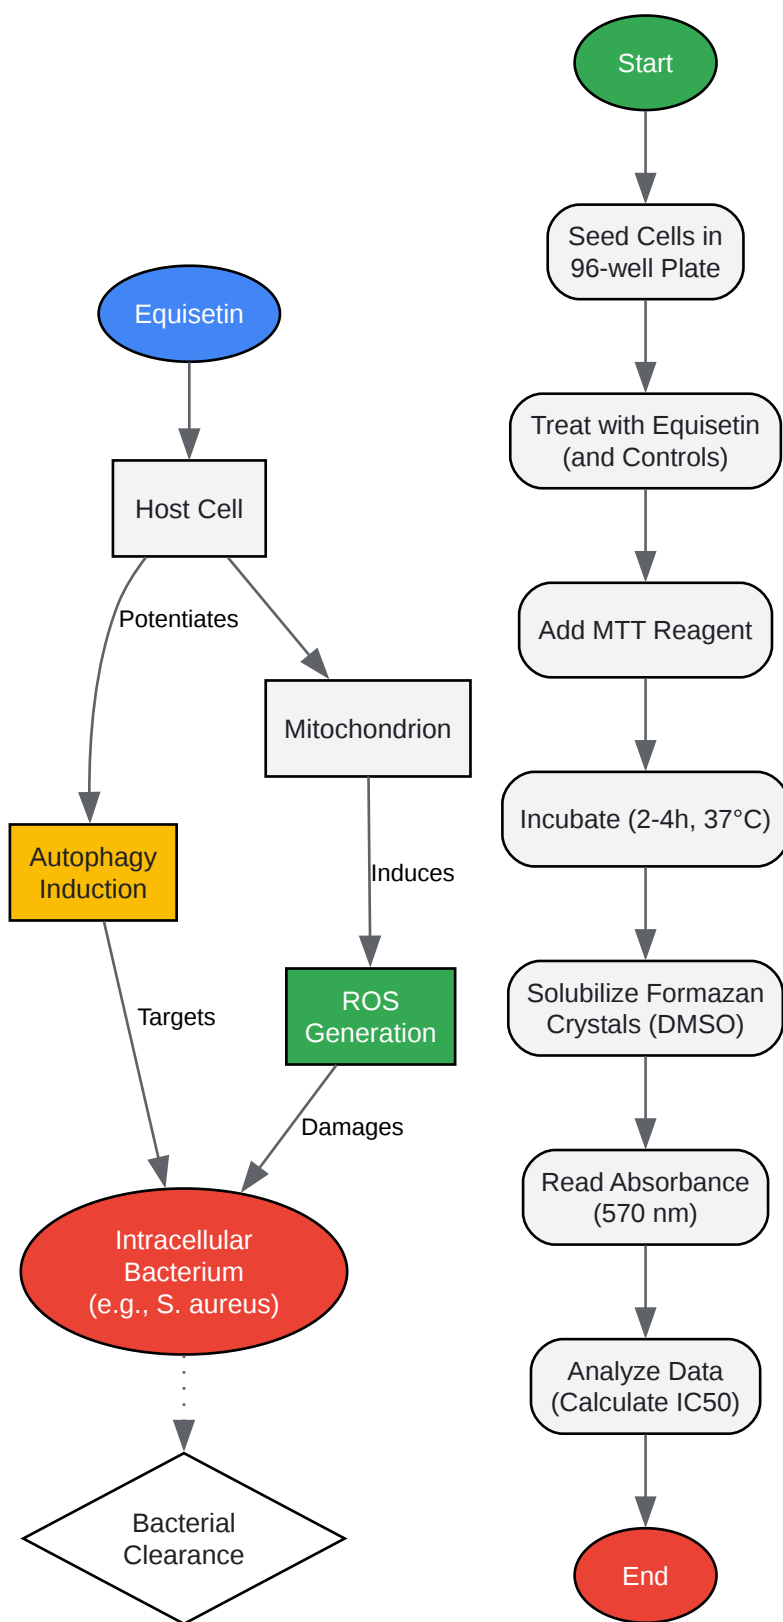 Equisetin
Host Cell
Potentiates
Mitochondrion
Autophagy
Induction
Induces
ROS
Generation
Targets
Damages
Intracellular
Bacterium
(e.g., S. aureus)
Bacterial
Clearance
Start
Seed Cells in
96-well Plate
Treat with Equisetin
(and Controls)
Add MTT Reagent
Incubate (2-4h, 37°C)
Solubilize Formazan
Crystals (DMSO)
Read Absorbance
(570 nm)
Analyze Data
(Calculate IC50)
End